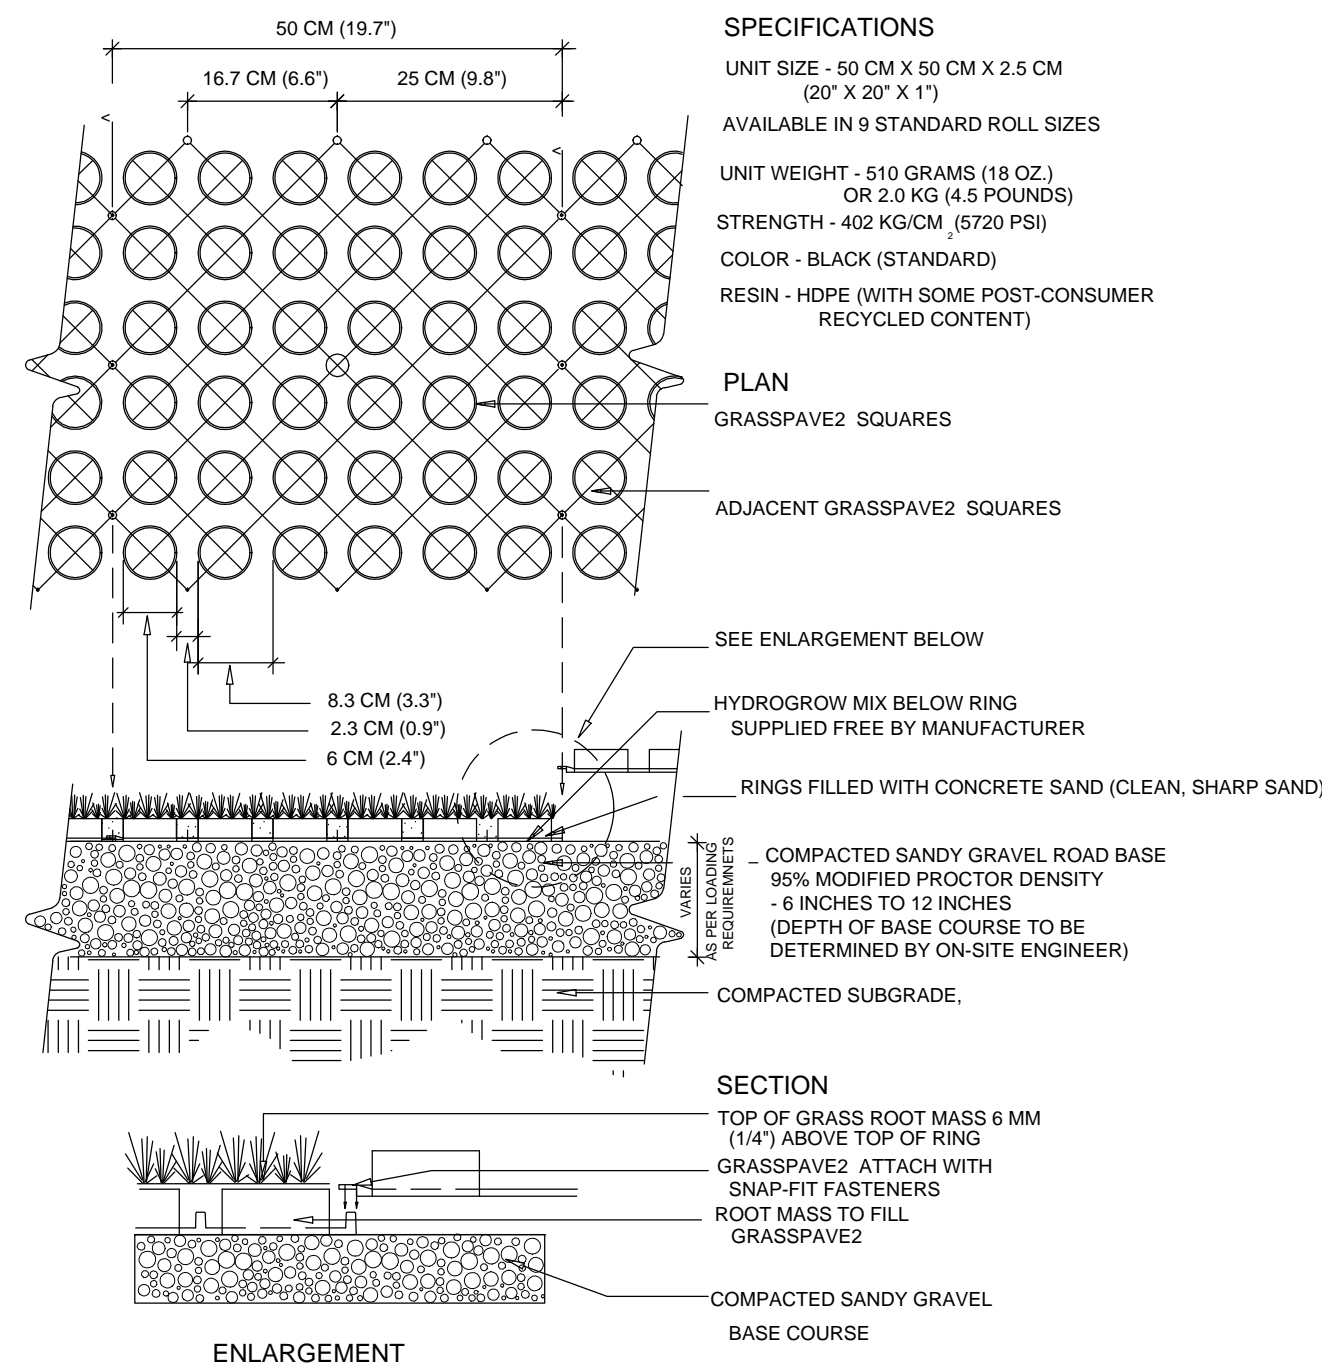 50 CM (19.7")
16.7 CM (6.6")
25 CM (9.8")
SPECIFICATIONS
UNIT SIZE - 50 CM X 50 CM X 2.5 CM
(20" X 20" X 1")
AVAILABLE IN 9 STANDARD ROLL SIZES
UNIT WEIGHT - 510 GRAMS (18 OZ.)
OR 2.0 KG (4.5 POUNDS)
STRENGTH - 402 KG/CM 2 (5720 PSI)
COLOR - BLACK (STANDARD)
RESIN - HDPE (WITH SOME POST-CONSUMER
RECYCLED CONTENT)
PLAN
GRASSPAVE2 SQUARES
ADJACENT GRASSPAVE2 SQUARES
8.3 CM (3.3")
2.3 CM (0.9")
6 CM (2.4")
SEE ENLARGEMENT BELOW
HYDROGROW MIX BELOW RING
SUPPLIED FREE BY MANUFACTURER
RINGS FILLED WITH CONCRETE SAND (CLEAN, SHARP SAND)
VARIES
AS PER LOADING
REQUIREMNETS
COMPACTED SANDY GRAVEL ROAD BASE
95% MODIFIED PROCTOR DENSITY
- 6 INCHES TO 12 INCHES
(DEPTH OF BASE COURSE TO BE
DETERMINED BY ON-SITE ENGINEER)
COMPACTED SUBGRADE,
SECTION
TOP OF GRASS ROOT MASS 6 MM
(1/4") ABOVE TOP OF RING
GRASSPAVE2 ATTACH WITH
SNAP-FIT FASTENERS
ROOT MASS TO FILL
GRASSPAVE2
COMPACTED SANDY GRAVEL
BASE COURSE
ENLARGEMENT